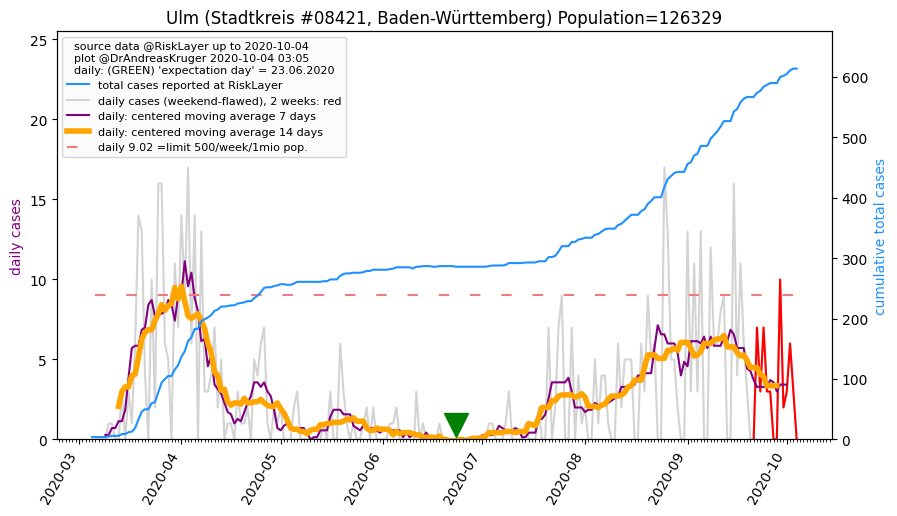 Ulm (Stadtkreis #08421, Baden-Württemberg) Population=126329
source data @RiskLayer up to 2020-10-04
plot @DrAndreasKruger 2020-10-04 03:05
daily: (GREEN) 'expectation day' = 23.06.2020
total cases reported at RiskLayer
daily cases (weekend-flawed), 2 weeks: red
daily: centered moving average 7 days
daily: centered moving average 14 days
daily 9.02 =limit 500/week/1mio pop.
daily cases
25
20
15
10
5
0
cumulative total cases
600
500
400
300
200
100
0
2020-03
2020-04
2020-05
2020-06
2020-07
2020-08
2020-09
2020-10